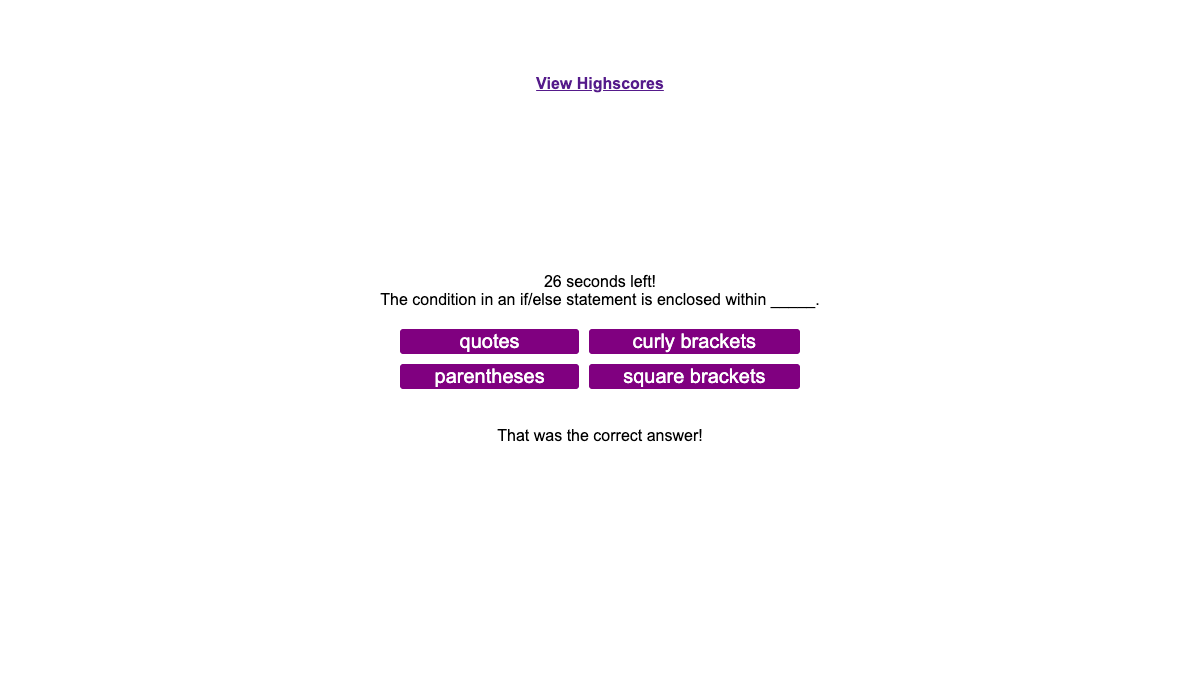 View Highscores
26 seconds left!
The condition in an if/else statement is enclosed within _____.
quotes
curly brackets
parentheses
square brackets
That was the correct answer!